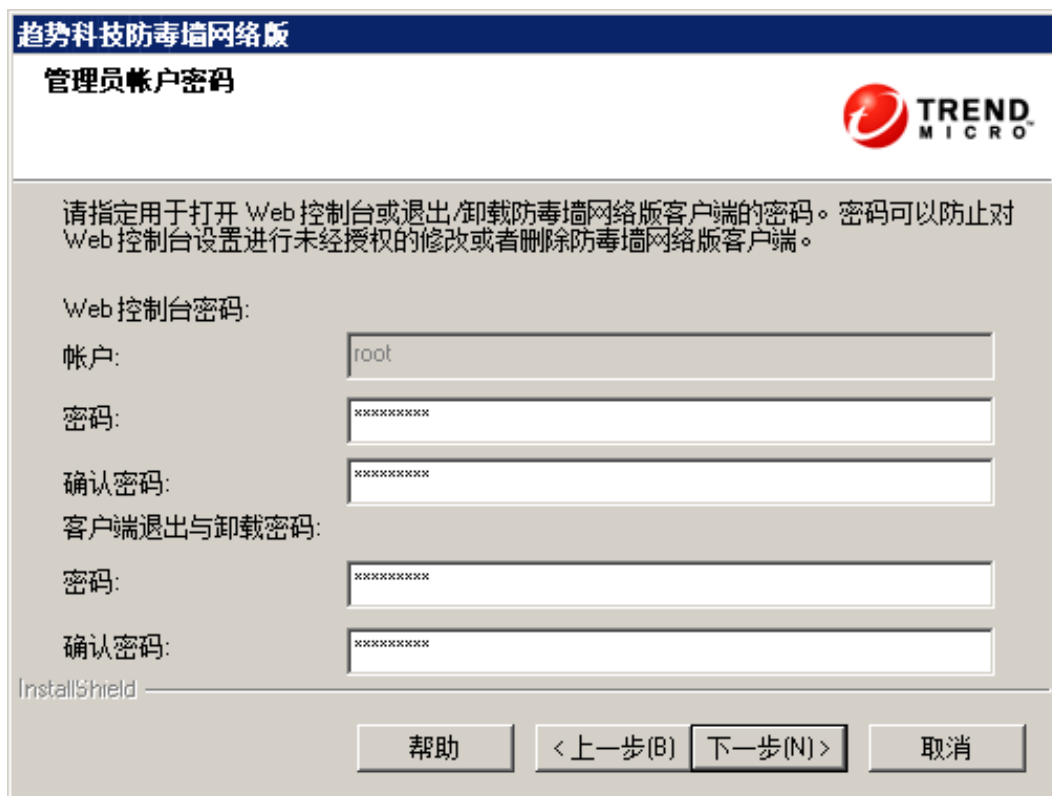 趋势科技防毒墙网络版
管理员帐户密码
TREND
MICRO™
请指定用于打开 Web 控制台或退出/卸载防毒墙网络版客户端的密码。密码可以防止对
Web 控制台设置进行未经授权的修改或者删除防毒墙网络版客户端。
Web 控制台密码:
帐户: root
密码: *********
确认密码: *********
客户端退出与卸载密码:
密码: *********
确认密码: *********
InstallShield
帮助 <上一步(B) 下一步(N)> 取消